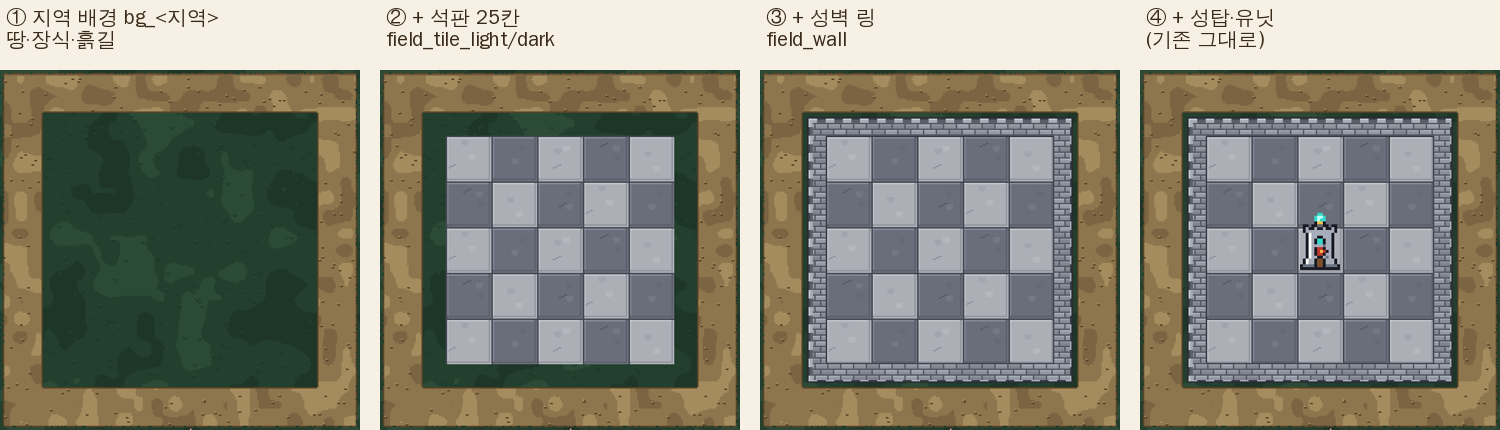 ① 지역 배경 bg_<지역>
땅·장식·흙길
② + 석판 25칸
field_tile_light/dark
③ + 성벽 링
field_wall
④ + 성탑·유닛
(기존 그대로)